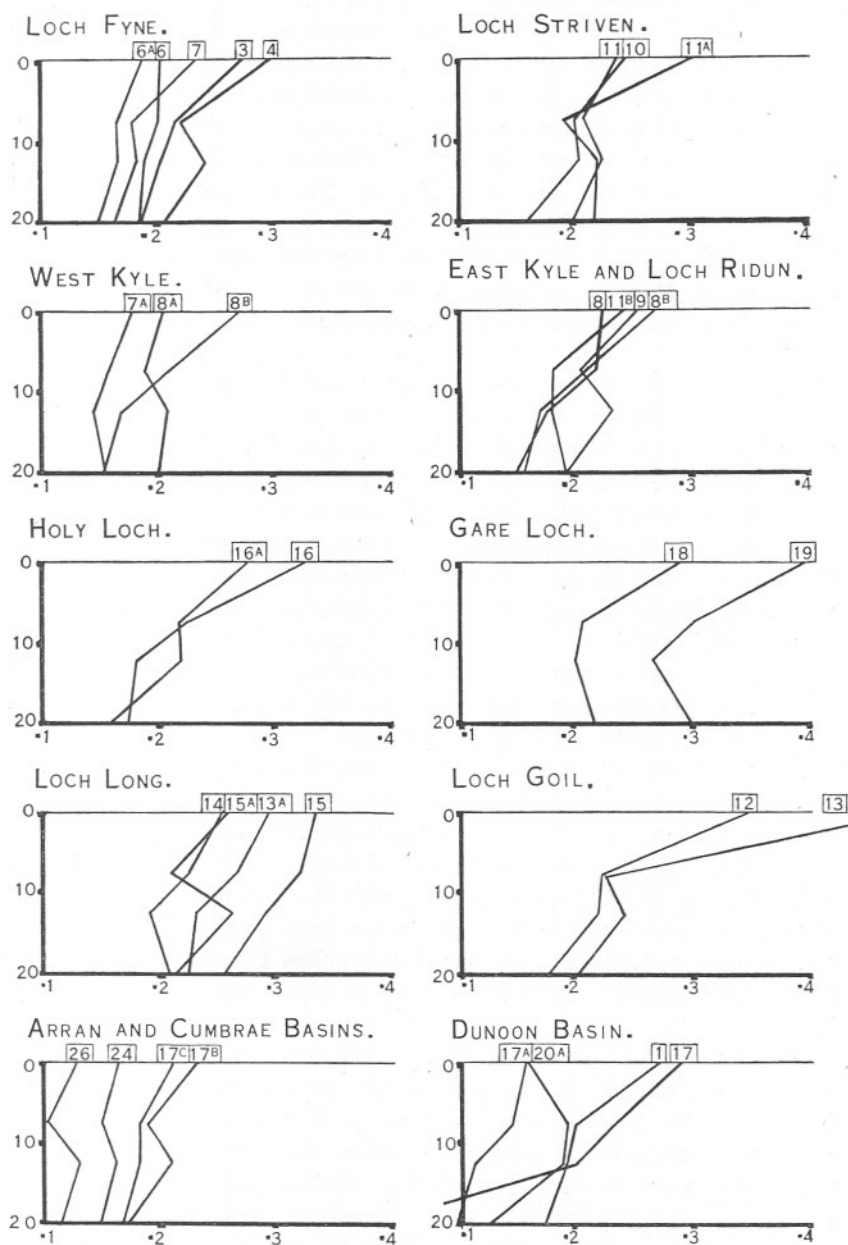 LOCH FYNE.
6A 6 7 3 4
0
10
20
·1 ·2 ·3 ·4
LOCH STRIVEN.
11 10 11A
0
10
20
·1 ·2 ·3 ·4
WEST KYLE.
7A 8A 8B
0
10
20
·1 ·2 ·3 ·4
EAST KYLE AND LOCH RIDUN.
8 11B 9 8B
0
10
20
·1 ·2 ·3 ·4
HOLY LOCH.
16A 16
0
10
20
·1 ·2 ·3 ·4
GARE LOCH.
18 19
0
10
20
·1 ·2 ·3 ·4
LOCH LONG.
14 15A 13A 15
0
10
20
·1 ·2 ·3 ·4
LOCH GOIL.
12 13
0
10
20
·1 ·2 ·3 ·4
ARRAN AND CUMBRAE BASINS.
26 24 17C 17B
0
10
20
·1 ·2 ·3 ·4
DUNOON BASIN.
17A 20A 1 17
0
10
20
·1 ·2 ·3 ·4